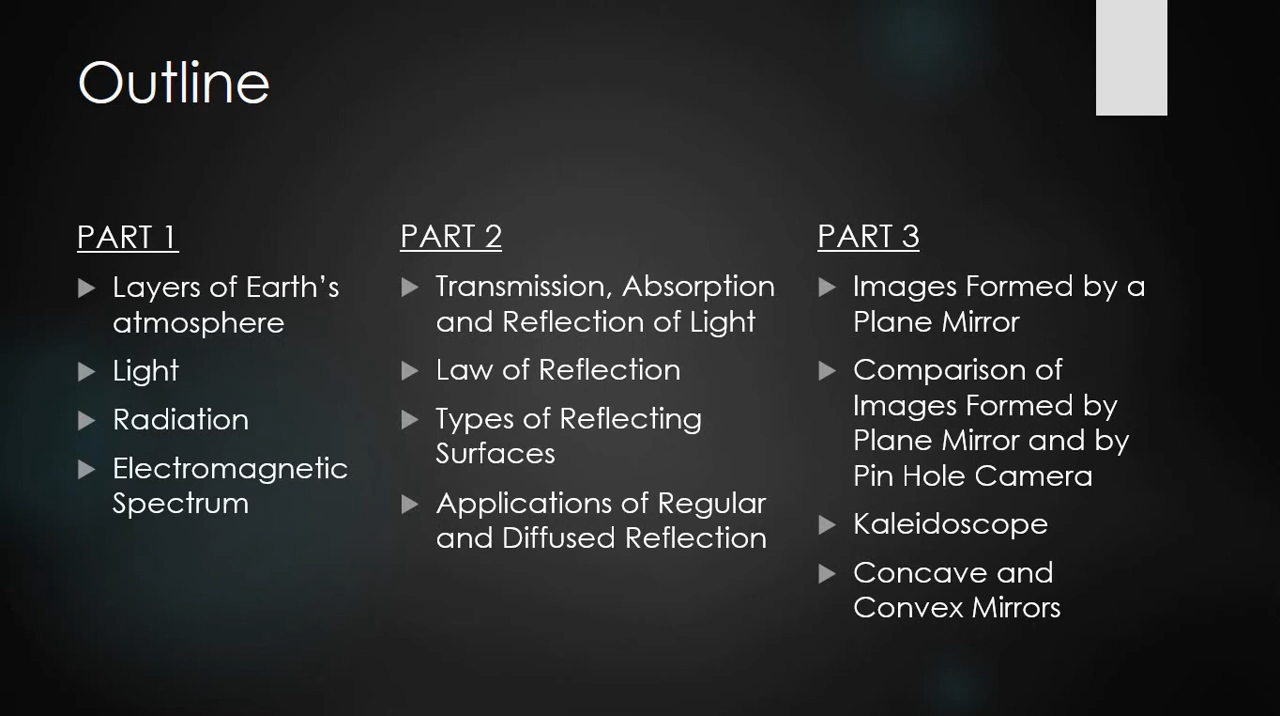 Outline
PART 1
Layers of Earth's
atmosphere
Light
Radiation
Electromagnetic
Spectrum
PART 2
Transmission, Absorption
and Reflection of Light
Law of Reflection
Types of Reflecting
Surfaces
Applications of Regular
and Diffused Reflection
PART 3
Images Formed by a
Plane Mirror
Comparison of
Images Formed by
Plane Mirror and by
Pin Hole Camera
Kaleidoscope
Concave and
Convex Mirrors